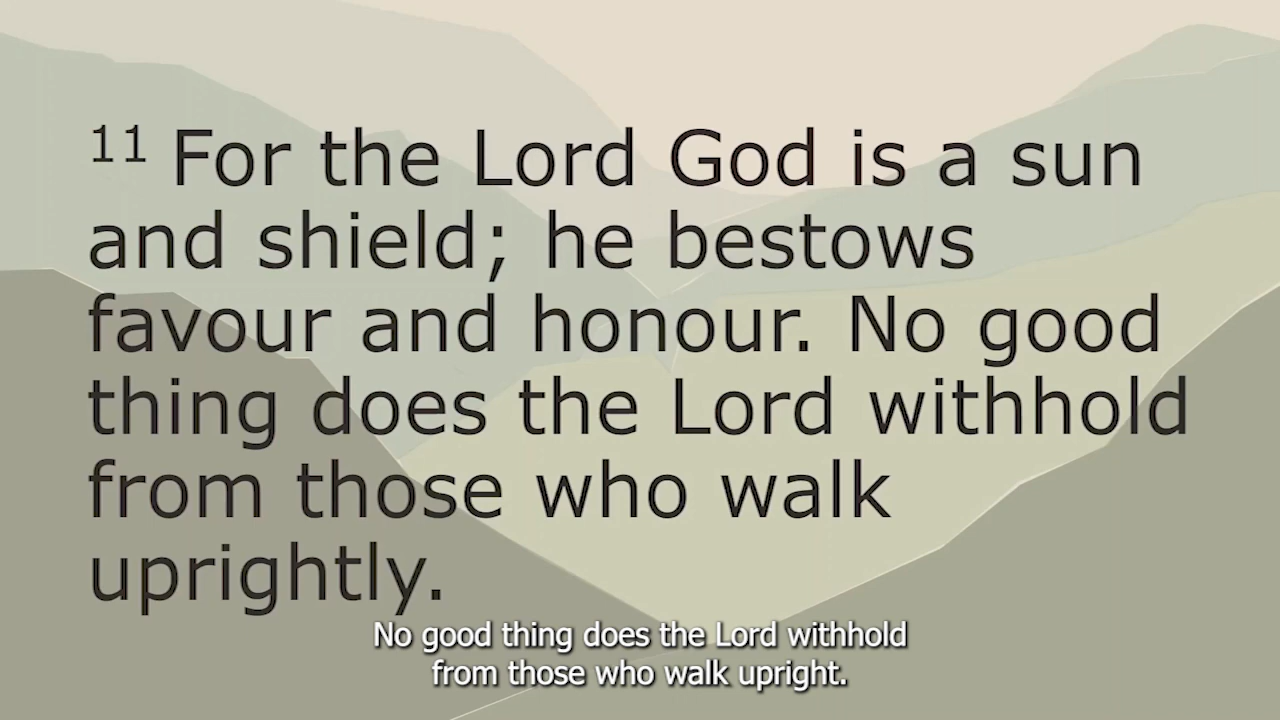 11 For the Lord God is a sun
and shield; he bestows
favour and honour. No good
thing does the Lord withhold
from those who walk
uprightly.
No good thing does the Lord withhold
from those who walk upright.